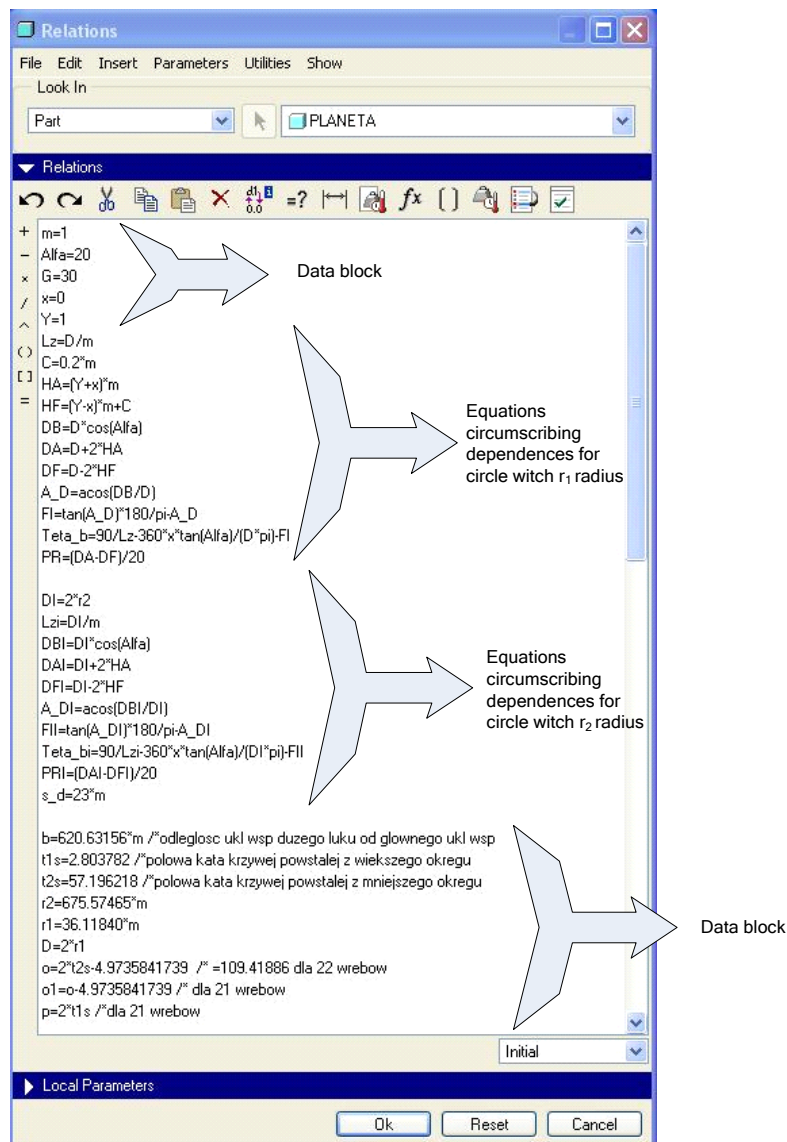 Relations
File Edit Insert Parameters Utilities Show
Look In
Part PLANETA
Relations
m=1
Alfa=20
G=30
x=0
Y=1
Lz=D/m
C=0.2*m
HA=(Y+x)*m
HF=(Y-x)*m+C
DB=D*cos(Alfa)
DA=D+2*HA
DF=D-2*HF
A_D=acos(DB/D)
FI=tan(A_D)*180/pi-A_D
Teta_b=90/Lz-360*x*tan(Alfa)/(D*pi)-FI
PR=(DA-DF)/20
DI=2*r2
Lzi=DI/m
DBI=DI*cos(Alfa)
DAI=DI+2*HA
DFI=DI-2*HF
A_DI=acos(DBI/DI)
FII=tan(A_DI)*180/pi-A_DI
Teta_bi=90/Lzi-360*x*tan(Alfa)/(DI*pi)-FII
PRI=(DAI-DFI)/20
s_d=23*m
b=620.63156*m /*odleglosc ukl wsp duzego luku od glownego ukl wsp
t1s=2.803782 /*polowa kata krzywej powstalej z wiekszego okregu
t2s=57.196218 /*polowa kata krzywej powstalej z mniejszego okregu
r2=675.57465*m
r1=36.11840*m
D=2*r1
o=2*t2s-4.9735841739 /* =109.41886 dla 22 wrebow
o1=o-4.9735841739 /* dla 21 wrebow
p=2*t1s /*dla 21 wrebow
Data block
Equations
circumscribing
dependences for
circle witch r₁ radius
Equations
circumscribing
dependences for
circle witch r₂ radius
Data block
Initial
Local Parameters
Ok Reset Cancel